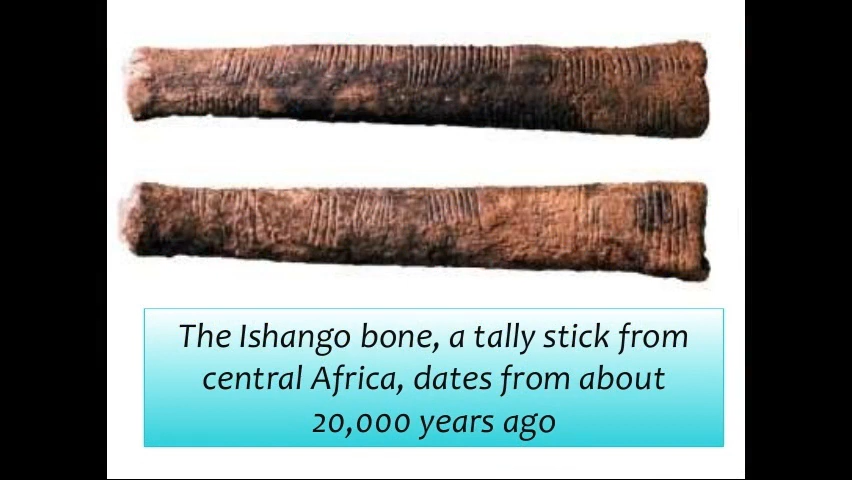 The Ishango bone, a tally stick from
central Africa, dates from about
20,000 years ago